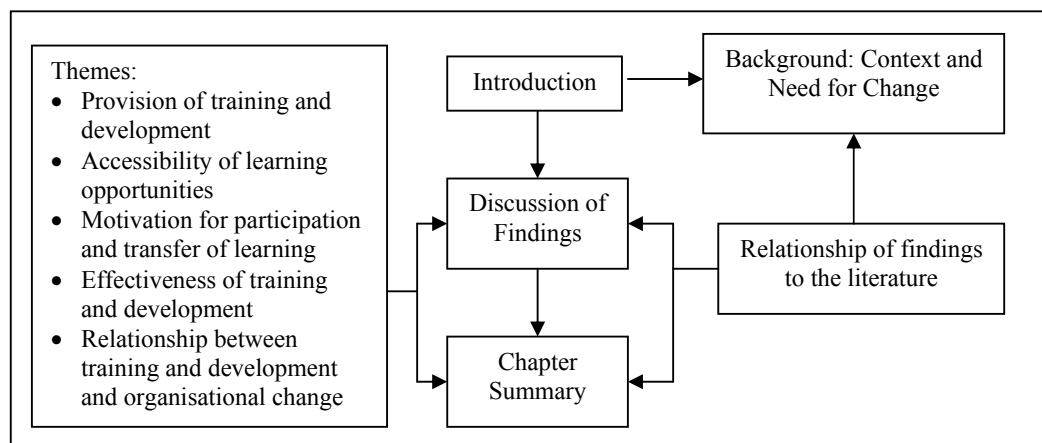 Themes:
• Provision of training and
development
• Accessibility of learning
opportunities
• Motivation for participation
and transfer of learning
• Effectiveness of training
and development
• Relationship between
training and development
and organisational change
Introduction
Background: Context and
Need for Change
Discussion of
Findings
Relationship of findings
to the literature
Chapter
Summary